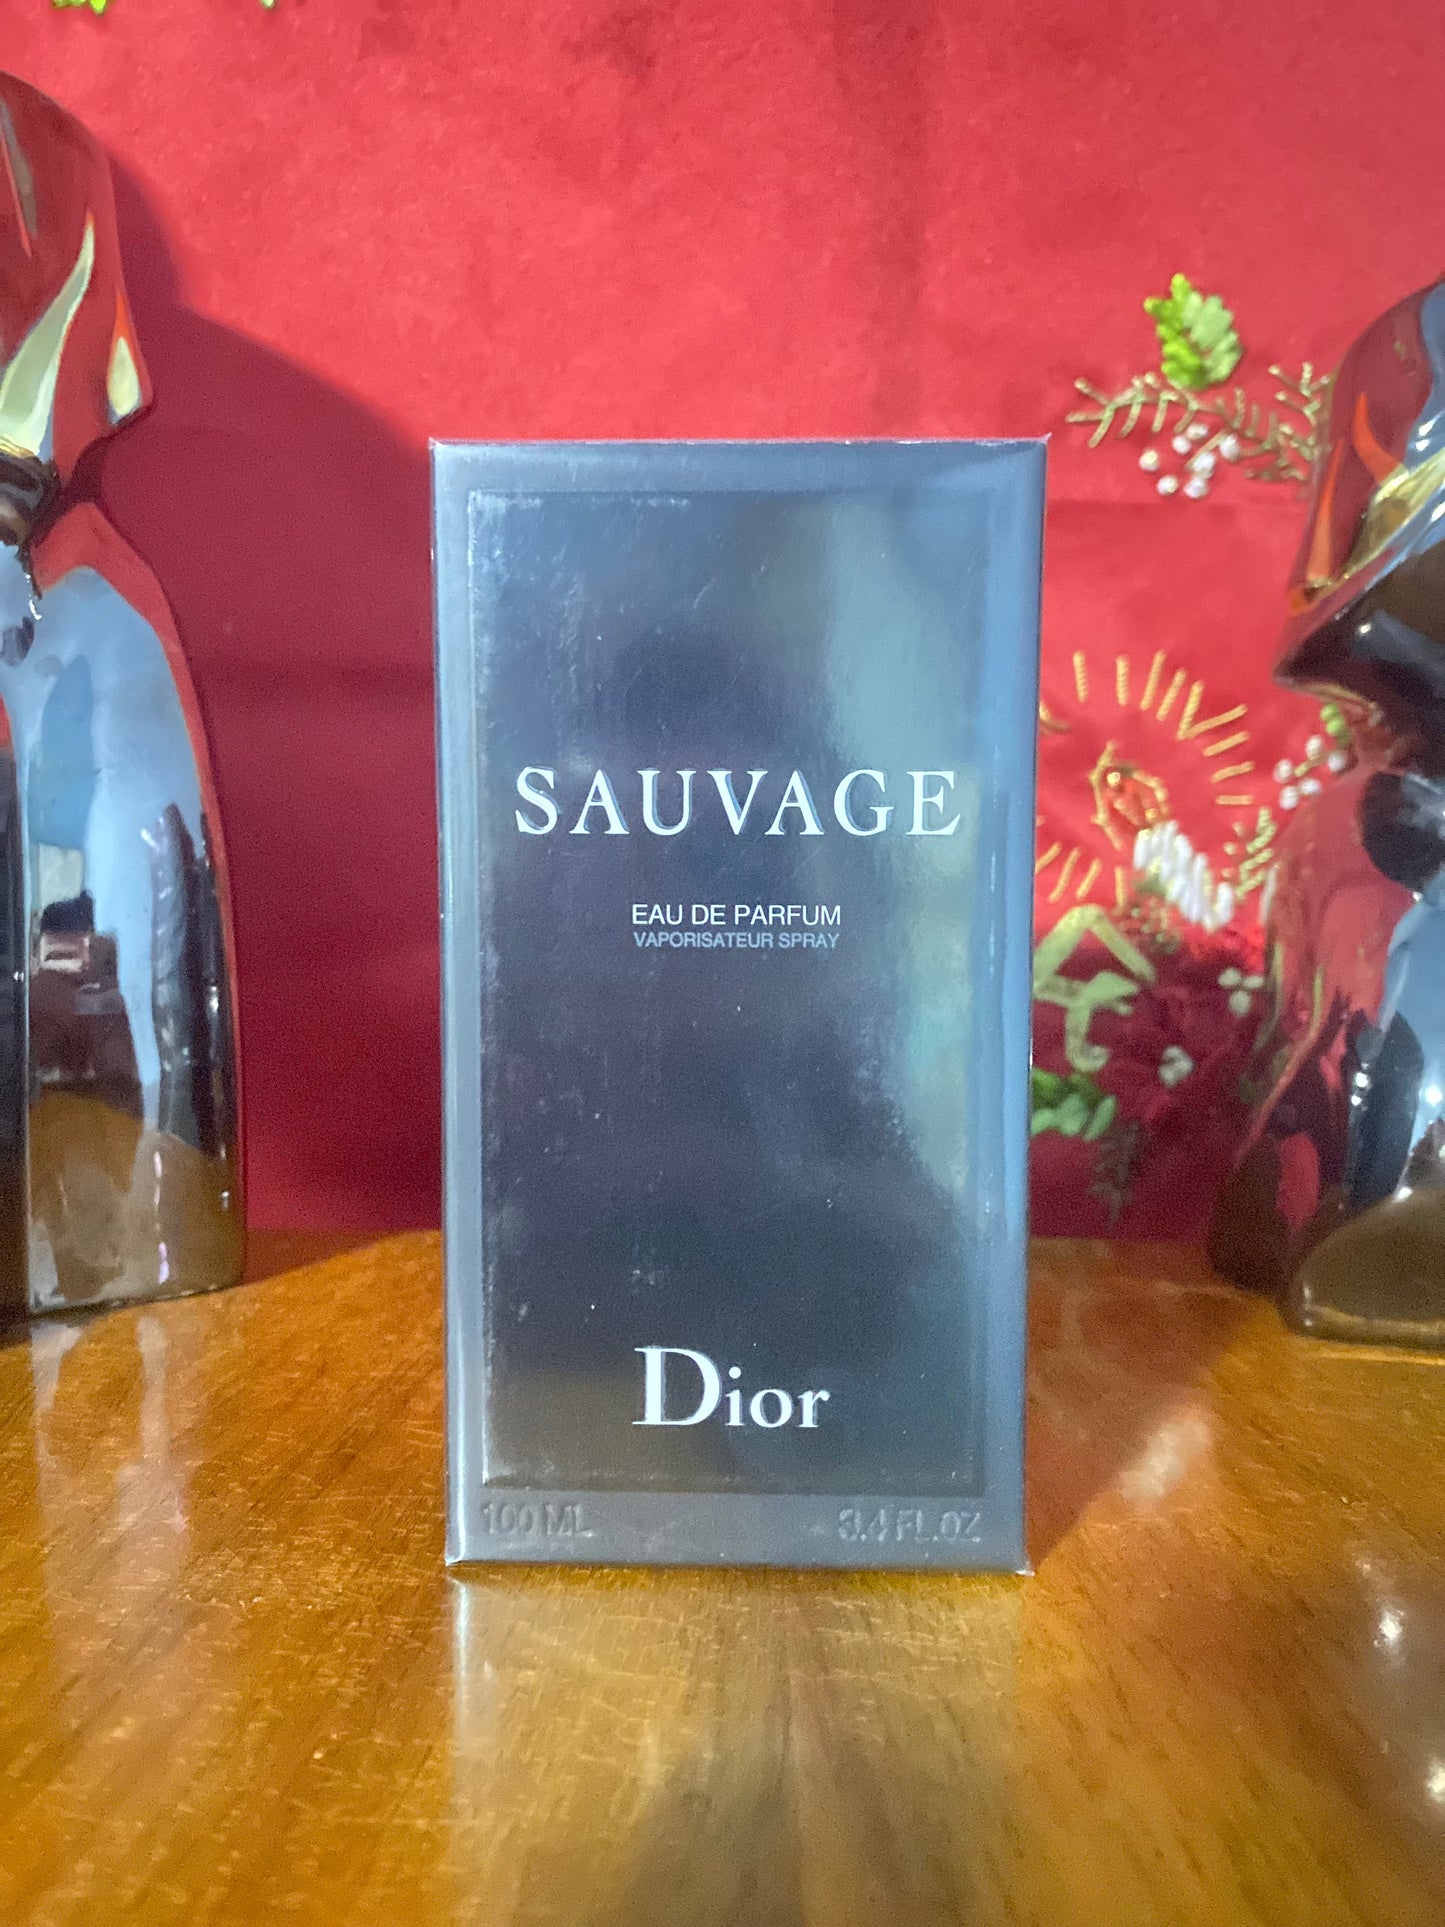 SAUVAGE
EAU DE PARFUM
VAPORISATEUR SPRAY
Dior
100 ML 3.4 FL.OZ